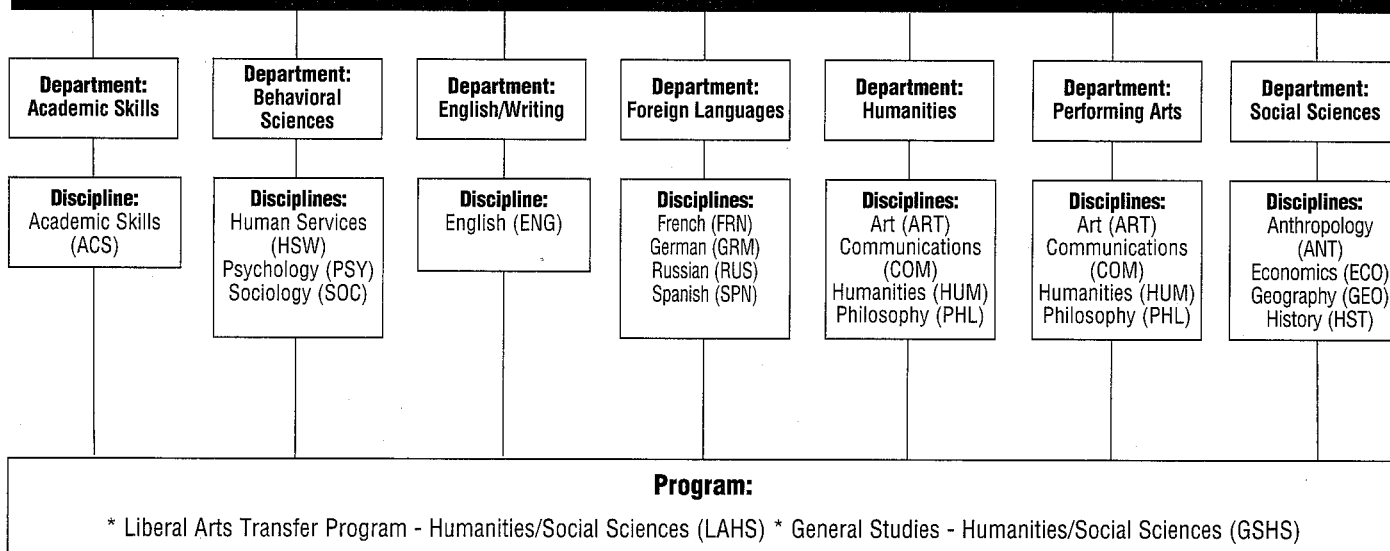 Department:
Academic Skills
Department:
Behavioral
Sciences
Department:
English/Writing
Department:
Foreign Languages
Department:
Humanities
Department:
Performing Arts
Department:
Social Sciences
Discipline:
Academic Skills
(ACS)
Disciplines:
Human Services
(HSW)
Psychology (PSY)
Sociology (SOC)
Discipline:
English (ENG)
Disciplines:
French (FRN)
German (GRM)
Russian (RUS)
Spanish (SPN)
Disciplines:
Art (ART)
Communications
(COM)
Humanities (HUM)
Philosophy (PHL)
Disciplines:
Art (ART)
Communications
(COM)
Humanities (HUM)
Philosophy (PHL)
Disciplines:
Anthropology
(ANT)
Economics (ECO)
Geography (GEO)
History (HST)
Program:
* Liberal Arts Transfer Program - Humanities/Social Sciences (LAHS) * General Studies - Humanities/Social Sciences (GSHS)